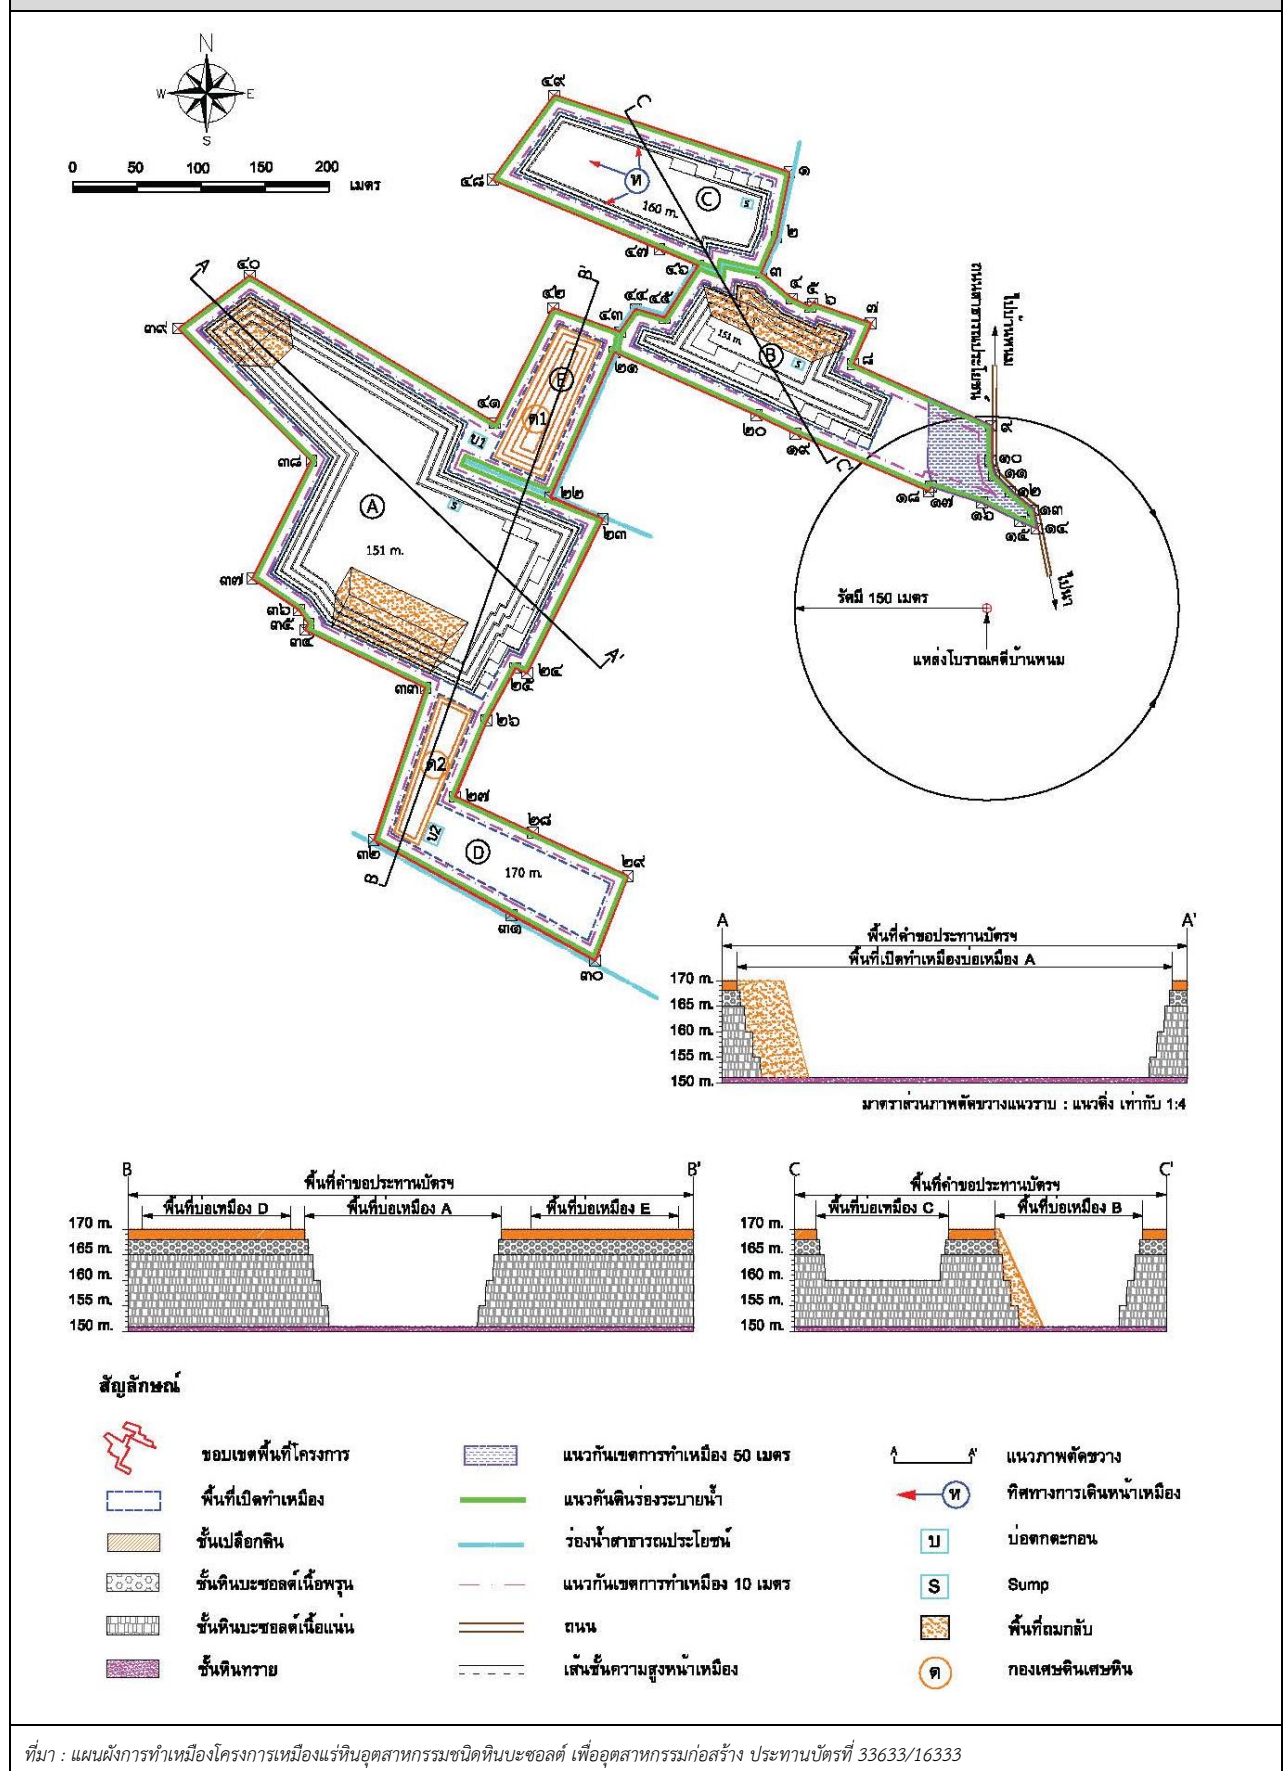 N
W E
S
0 50 100 150 200
เมตร
๔๙
C
๑
๔๘
ห
C
s
160 m.
๒
๔๗
๔๖
๓
A
๔๐
B'
๔
๕
๖
๗
๔๒
๔๔
๔๕
๔๓
๓๙
151 m.
s
B
๘
๒๑
E
ถนนสาธารณประโยชน์
ไปบ้านพนม
๔๑
ต1
บ1
๒๐
๑๙
C'
๙
๓๘
๑๐
๑๑
๑๒
๑๓
๑๔
๑๕
๑๖
๑๗
๑๘
A
s
๒๒
๒๓
151 m.
๓๗
๓๖
๓๕
๓๔
ไปนา
รัศมี 150 เมตร
แหล่งโบราณคดีบ้านพนม
A'
๒๔
๒๕
๓๓
๒๖
ต2
๒๗
๒๘
บ2
๓๒
D
170 m.
๒๙
B
๓๑
๓๐
A A'
พื้นที่คำขอประทานบัตรฯ
พื้นที่เปิดทำเหมืองบ่อเหมือง A
170 m.
165 m.
160 m.
155 m.
150 m.
มาตราส่วนภาพตัดขวางแนวราบ : แนวดิ่ง เท่ากับ 1:4
B B'
พื้นที่คำขอประทานบัตรฯ
พื้นที่บ่อเหมือง D พื้นที่บ่อเหมือง A พื้นที่บ่อเหมือง E
170 m.
165 m.
160 m.
155 m.
150 m.
C C'
พื้นที่คำขอประทานบัตรฯ
พื้นที่บ่อเหมือง C พื้นที่บ่อเหมือง B
170 m.
165 m.
160 m.
155 m.
150 m.
สัญลักษณ์
ขอบเขตพื้นที่โครงการ
พื้นที่เปิดทำเหมือง
ชั้นเปลือกดิน
ชั้นหินบะซอลต์เนื้อพรุน
ชั้นหินบะซอลต์เนื้อแน่น
ชั้นหินทราย
แนวกันเขตการทำเหมือง 50 เมตร
แนวคันดินร่องระบายน้ำ
ร่องน้ำสาธารณประโยชน์
แนวกันเขตการทำเหมือง 10 เมตร
ถนน
เส้นชั้นความสูงหน้าเหมือง
A A' แนวภาพตัดขวาง
ห ทิศทางการเดินหน้าเหมือง
บ บ่อตกตะกอน
S Sump
พื้นที่ถมกลับ
ต กองเศษดินเศษหิน
ที่มา : แผนผังการทำเหมืองโครงการเหมืองแร่หินอุตสาหกรรมชนิดหินบะซอลต์ เพื่ออุตสาหกรรมก่อสร้าง ประทานบัตรที่ 33633/16333